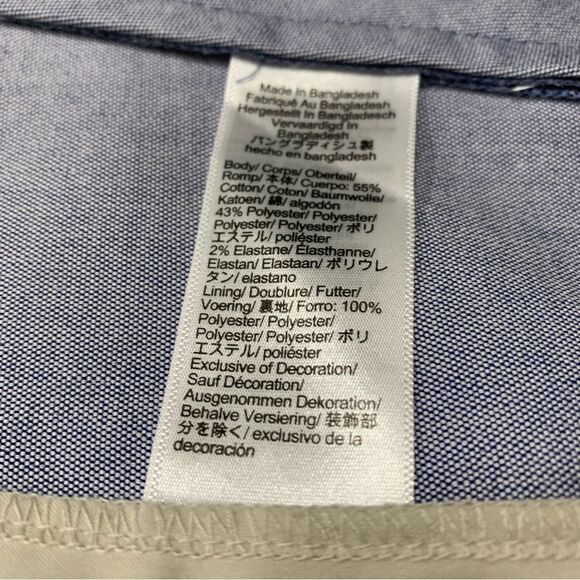 Made In Bangladesh
Fabriqué Au Bangladesh
Hergestellt In Bangladesch
Vervaardigd In
Bangladesh
バングラディシュ製
hecho en bangladesh
Body/ Corps/ Oberteil/
Romp/ 本体/ Cuerpo: 55%
Cotton/ Coton/ Baumwolle/
Katoen/ 綿/ algodón
43% Polyester/ Polyester/
Polyester/ Polyester/ ポリ
エステル/ poliéster
2% Elastane/ Élasthanne/
Elastan/ Elastaan/ ポリウレ
タン/ elastano
Lining/ Doublure/ Futter/
Voering/ 裏地/ Forro: 100%
Polyester/ Polyester/
Polyester/ Polyester/ ポリ
エステル/ poliéster
Exclusive of Decoration/
Sauf Décoration/
Ausgenommen Dekoration/
Behalve Versiering/ 装飾部
分を除く/ exclusivo de la
decoración